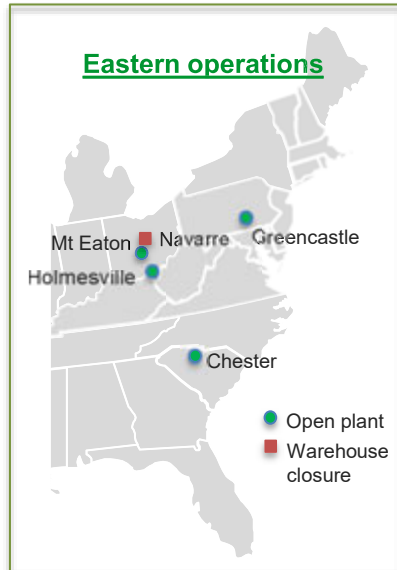 Eastern operations
Mt Eaton
Navarre
Greencastle
Holmesville
Chester
Open plant
Warehouse
closure